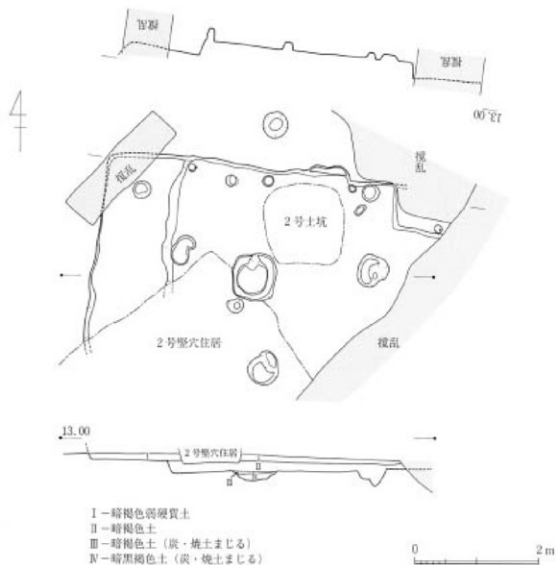 撹乱
撹乱
13.00
撹乱
撹乱
2号土坑
2号竪穴住居
撹乱
13.00
2号竪穴住居
II
III
I－暗褐色弱硬質土
II－暗褐色土
III－暗褐色土（炭・焼土まじる）
IV－暗黒褐色土（炭・焼土まじる）
0 2m